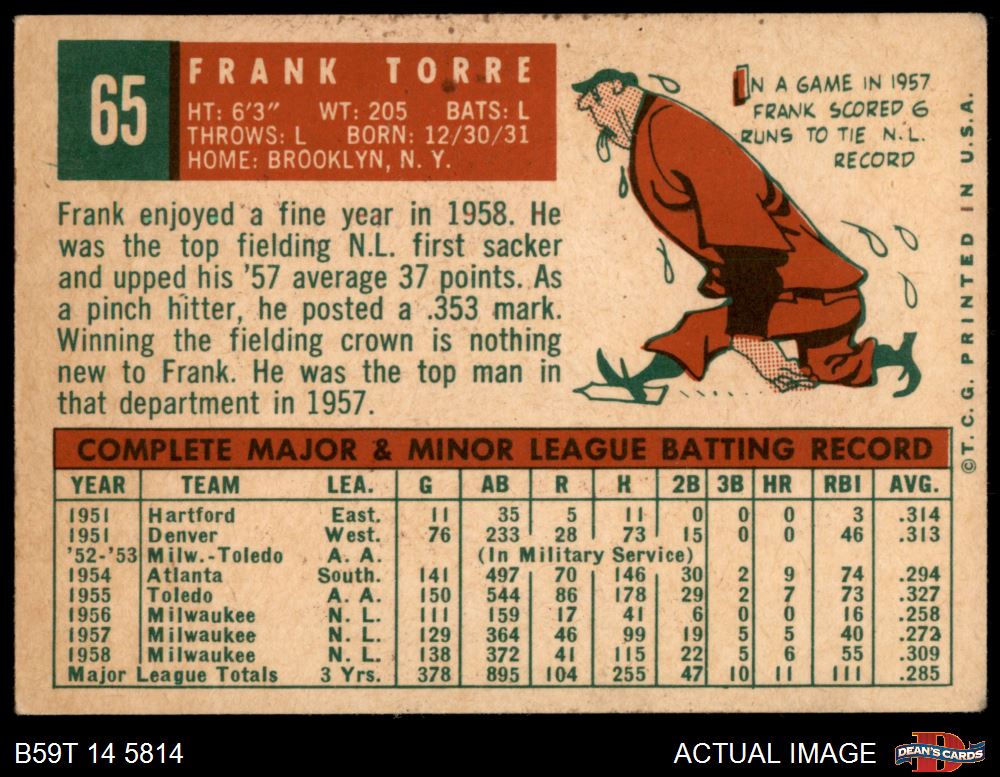 65
FRANK TORRE
HT: 6'3" WT: 205 BATS: L
THROWS: L BORN: 12/30/31
HOME: BROOKLYN, N. Y.
IN A GAME IN 1957
FRANK SCORED 6
RUNS TO TIE N.L.
RECORD
Frank enjoyed a fine year in 1958. He
was the top fielding N.L. first sacker
and upped his '57 average 37 points. As
a pinch hitter, he posted a .353 mark.
Winning the fielding crown is nothing
new to Frank. He was the top man in
that department in 1957.
©T. C. G. PRINTED IN U.S.A.
COMPLETE MAJOR & MINOR LEAGUE BATTING RECORD
YEAR TEAM LEA. G AB R H 2B 3B HR RBI AVG.
1951 Hartford East. 11 35 5 11 0 0 0 3 .314
1951 Denver West. 76 233 28 73 15 0 0 46 .313
'52-'53 Milw.-Toledo A. A. (In Military Service)
1954 Atlanta South. 141 497 70 146 30 2 9 74 .294
1955 Toledo A. A. 150 544 86 178 29 2 7 73 .327
1956 Milwaukee N. L. 111 159 17 41 6 0 0 16 .258
1957 Milwaukee N. L. 129 364 46 99 19 5 5 40 .272
1958 Milwaukee N. L. 138 372 41 115 22 5 6 55 .309
Major League Totals 3 Yrs. 378 895 104 255 47 10 11 111 .285
B59T 14 5814
ACTUAL IMAGE
D
DEAN'S CARDS